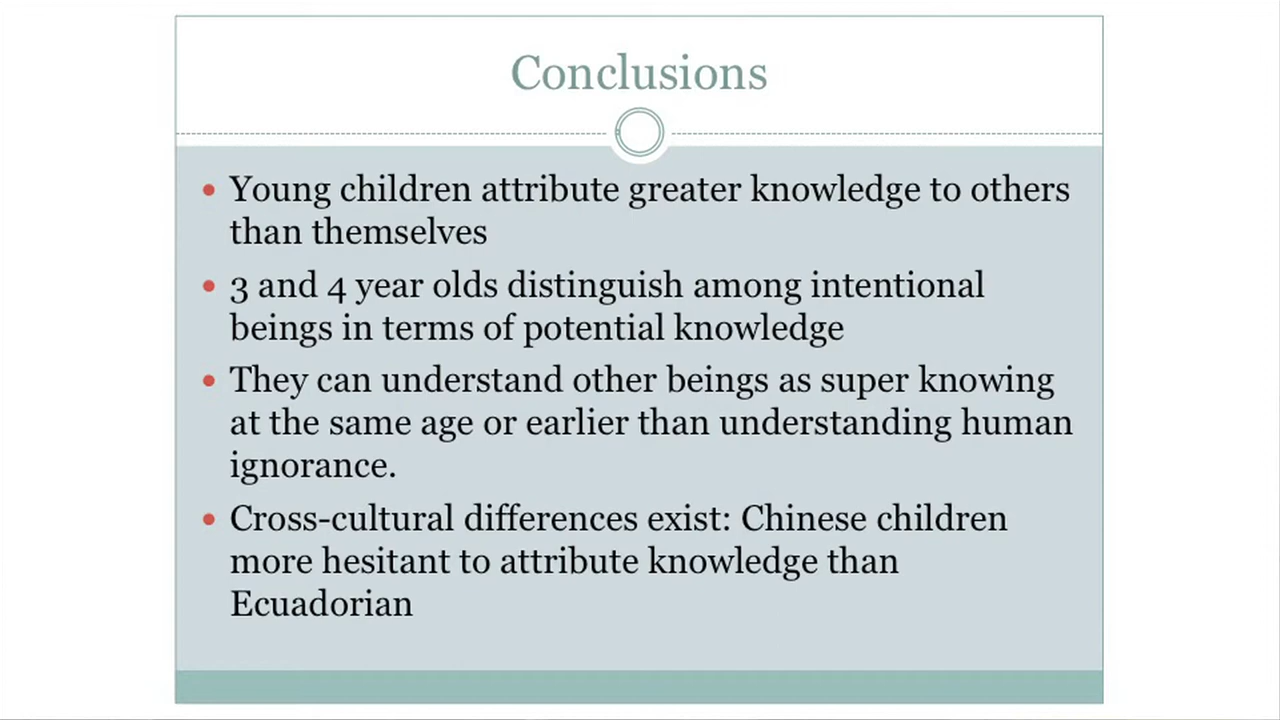 Conclusions
• Young children attribute greater knowledge to others
than themselves
• 3 and 4 year olds distinguish among intentional
beings in terms of potential knowledge
• They can understand other beings as super knowing
at the same age or earlier than understanding human
ignorance.
• Cross-cultural differences exist: Chinese children
more hesitant to attribute knowledge than
Ecuadorian